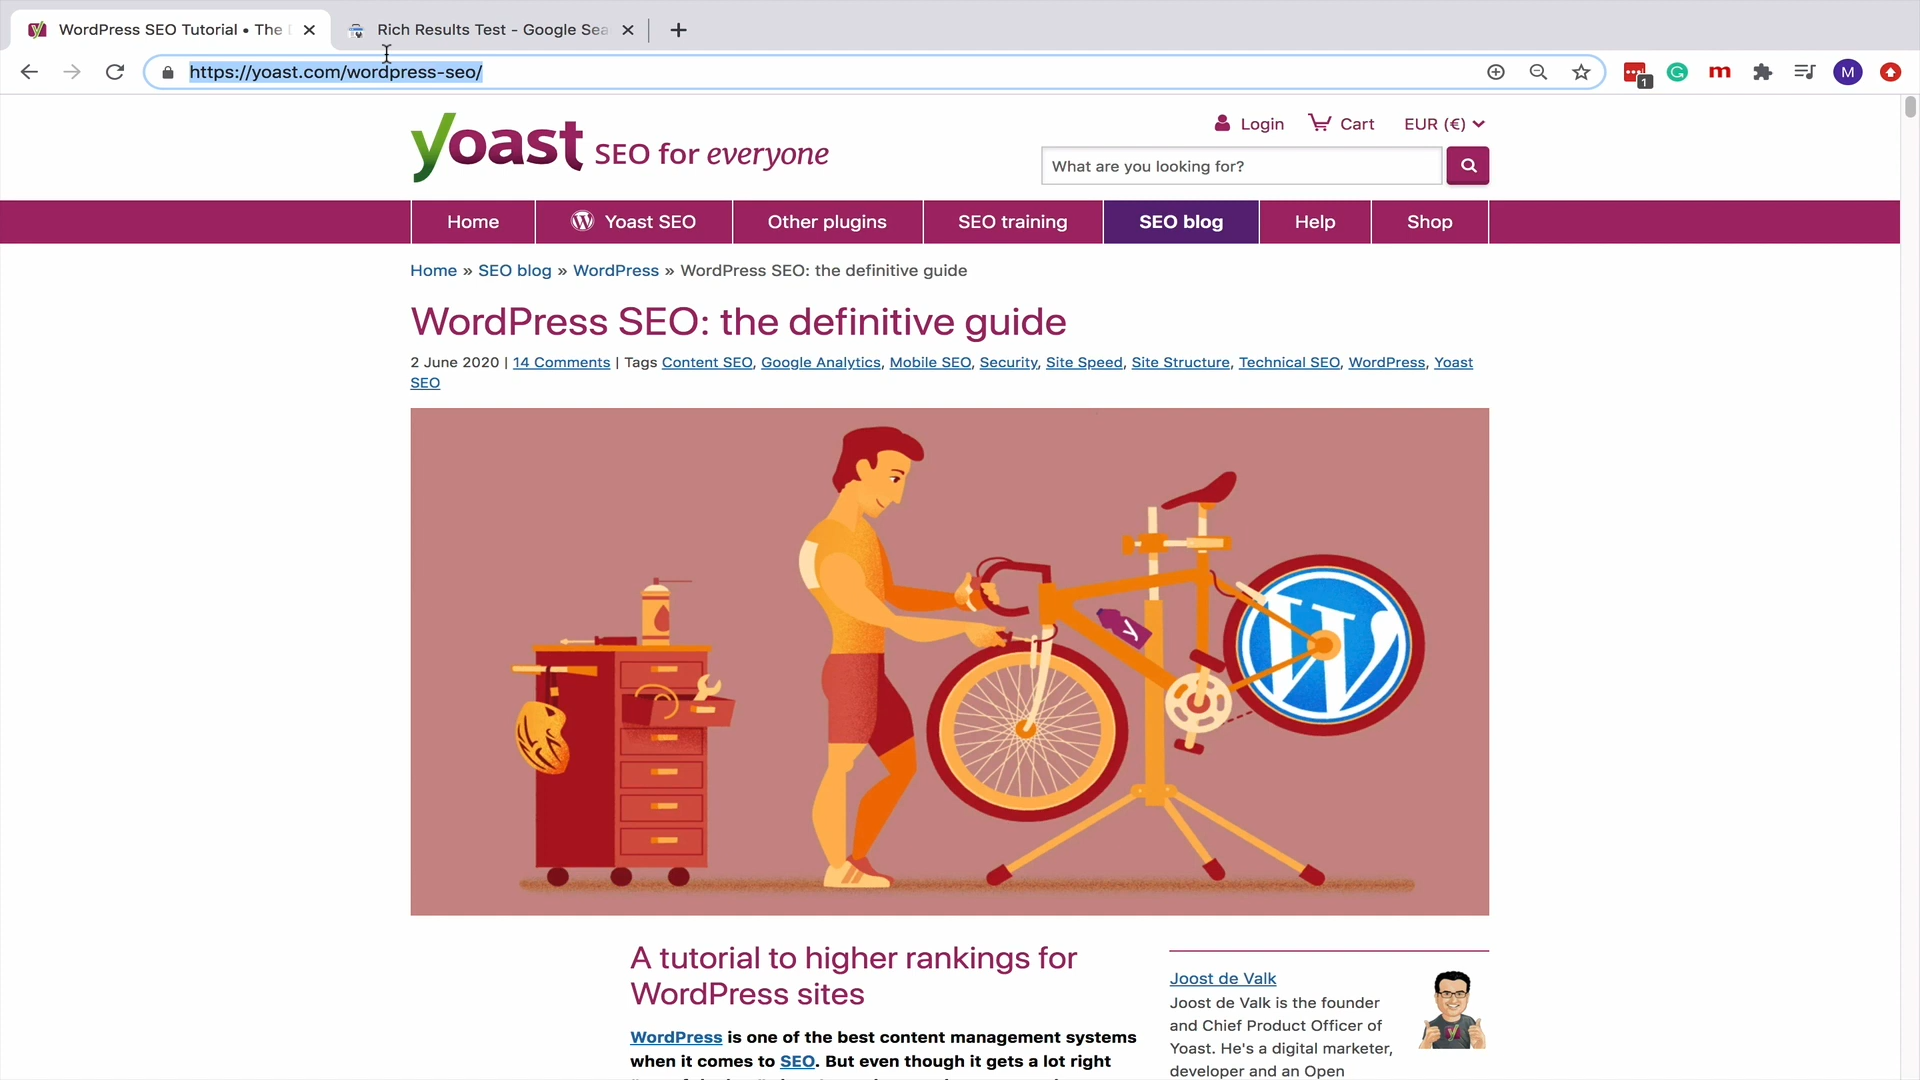 WordPress SEO Tutorial • The
Rich Results Test - Google Sea
https://yoast.com/wordpress-seo/
1
m
M
yoast SEO for everyone
Login
Cart
EUR (€)
What are you looking for?
Home
Yoast SEO
Other plugins
SEO training
SEO blog
Help
Shop
Home » SEO blog » WordPress » WordPress SEO: the definitive guide
WordPress SEO: the definitive guide
2 June 2020 | 14 Comments | Tags Content SEO, Google Analytics, Mobile SEO, Security, Site Speed, Site Structure, Technical SEO, WordPress, Yoast
SEO
y
W
A tutorial to higher rankings for
WordPress sites
WordPress is one of the best content management systems
when it comes to SEO. But even though it gets a lot right
Joost de Valk
Joost de Valk is the founder
and Chief Product Officer of
Yoast. He's a digital marketer,
developer and an Open